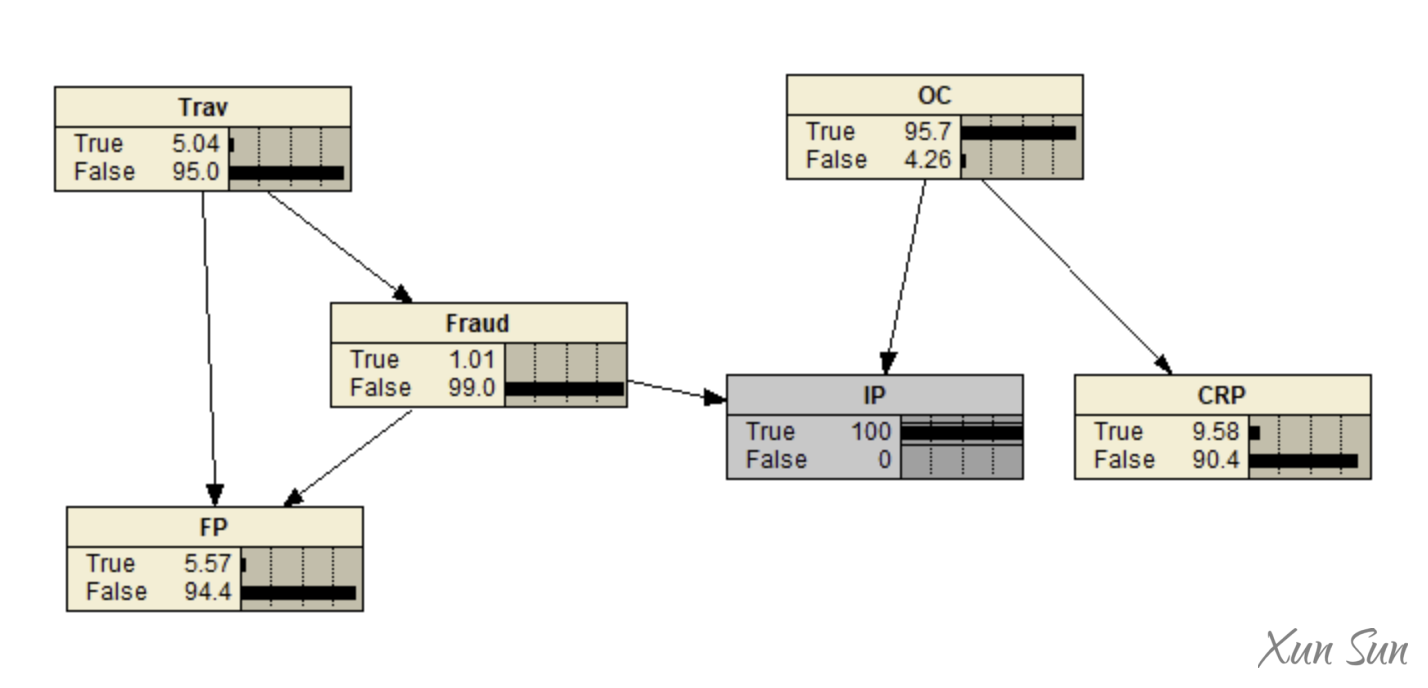 Trav
True 5.04
False 95.0
OC
True 95.7
False 4.26
Fraud
True 1.01
False 99.0
IP
True 100
False 0
CRP
True 9.58
False 90.4
FP
True 5.57
False 94.4
Xun Sun